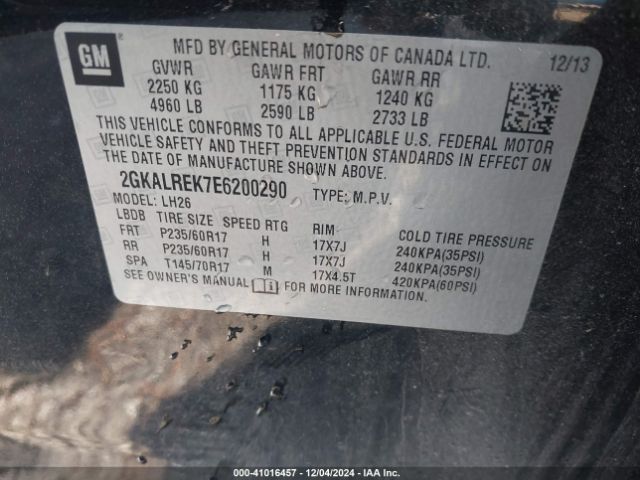 GM
MFD BY GENERAL MOTORS OF CANADA LTD. 12/13
GVWR GAWR FRT GAWR RR
2250 KG 1175 KG 1240 KG
4960 LB 2590 LB 2733 LB
THIS VEHICLE CONFORMS TO ALL APPLICABLE U.S. FEDERAL MOTOR
VEHICLE SAFETY AND THEFT PREVENTION STANDARDS IN EFFECT ON
THE DATE OF MANUFACTURE SHOWN ABOVE.
2GKALREK7E6200290 TYPE: M.P.V.
MODEL: LH26
LBDB TIRE SIZE SPEED RTG RIM COLD TIRE PRESSURE
FRT P235/60R17 H 17X7J 240KPA(35PSI)
RR P235/60R17 H 17X7J 240KPA(35PSI)
SPA T145/70R17 M 17X4.5T 420KPA(60PSI)
SEE OWNER'S MANUAL FOR MORE INFORMATION.
000-41016457 - 12/04/2024 - IAA Inc.